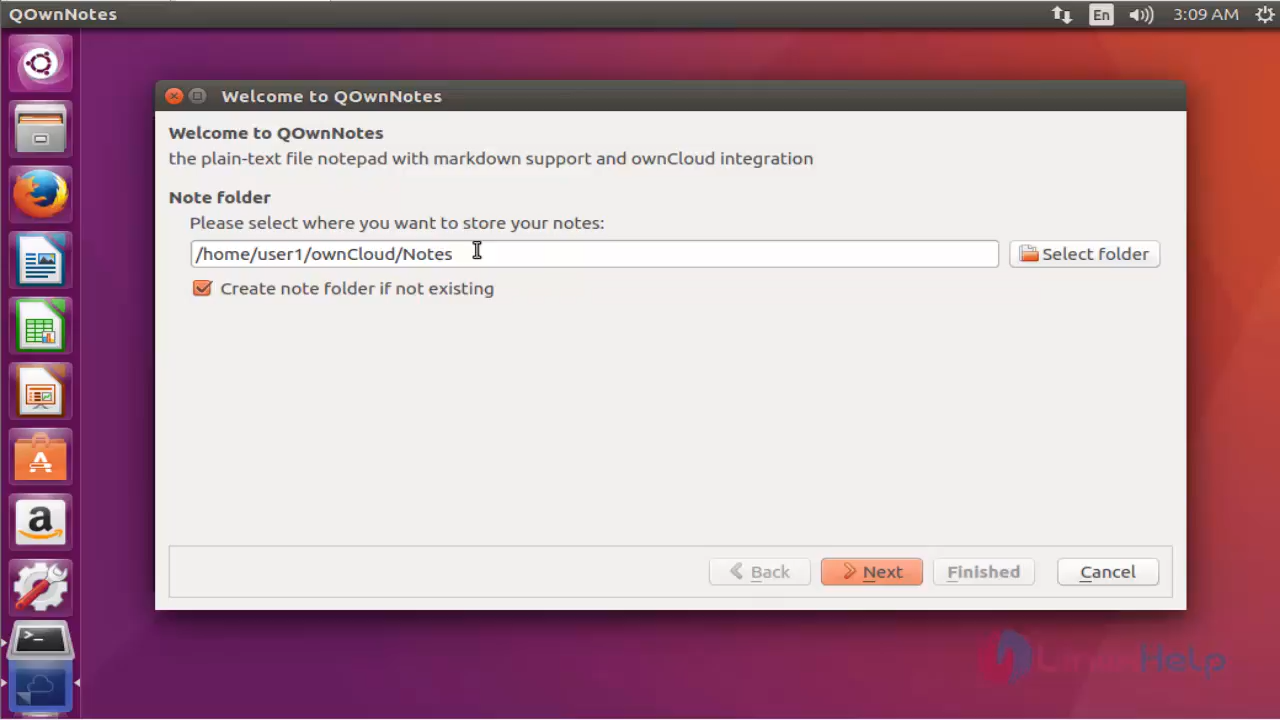 QOwnNotes
En
3:09 AM
Welcome to QOwnNotes
Welcome to QOwnNotes
the plain-text file notepad with markdown support and ownCloud integration
Note folder
Please select where you want to store your notes:
/home/user1/ownCloud/Notes
Select folder
Create note folder if not existing
Back
Next
Finished
Cancel
LinuxHelp